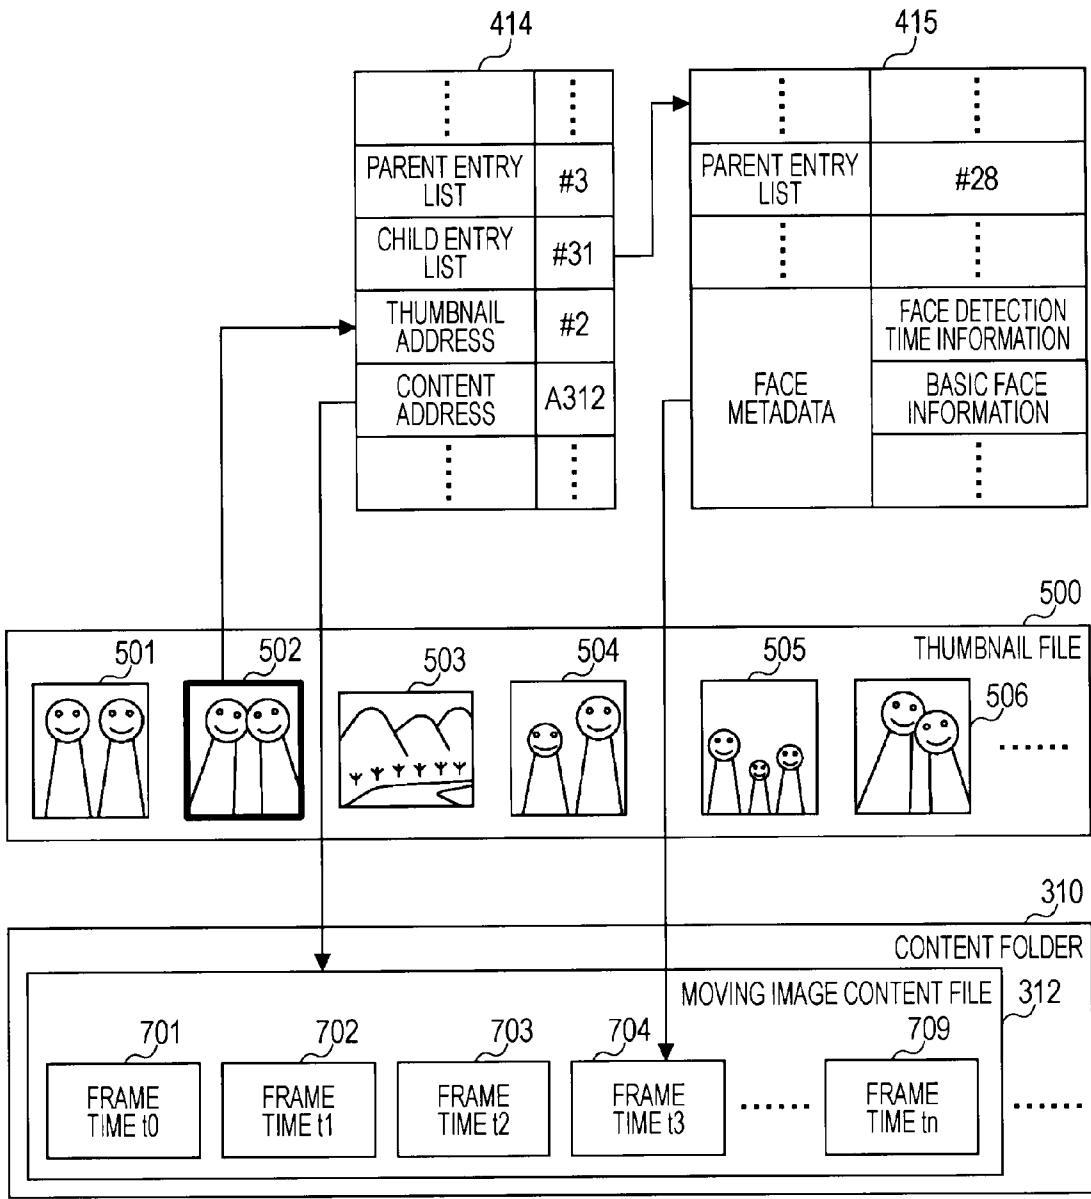 414
415
PARENT ENTRY
LIST
#3
CHILD ENTRY
LIST
#31
THUMBNAIL
ADDRESS
#2
CONTENT
ADDRESS
A312
PARENT ENTRY
LIST
#28
FACE
METADATA
FACE DETECTION
TIME INFORMATION
BASIC FACE
INFORMATION
500
THUMBNAIL FILE
501
502
503
504
505
506
310
CONTENT FOLDER
MOVING IMAGE CONTENT FILE
312
701
702
703
704
709
FRAME
TIME t0
FRAME
TIME t1
FRAME
TIME t2
FRAME
TIME t3
FRAME
TIME tn